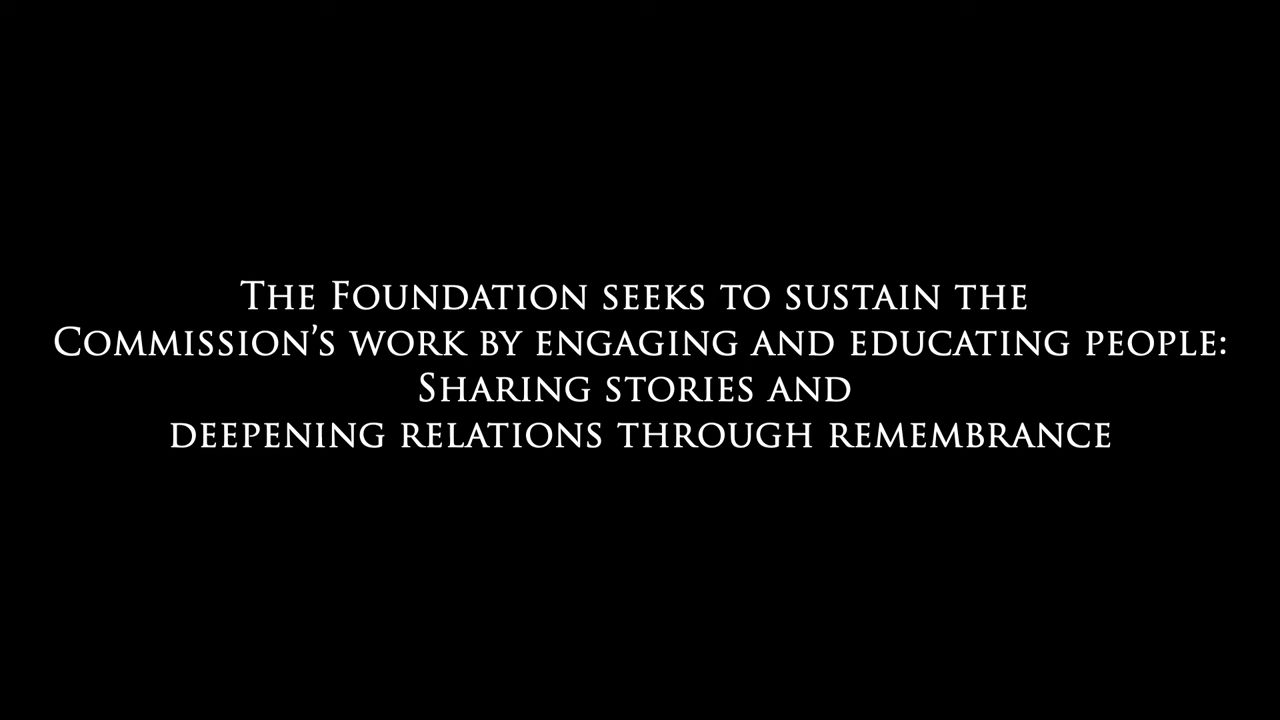 The Foundation seeks to sustain the
Commission’s work by engaging and educating people:
Sharing stories and
deepening relations through remembrance